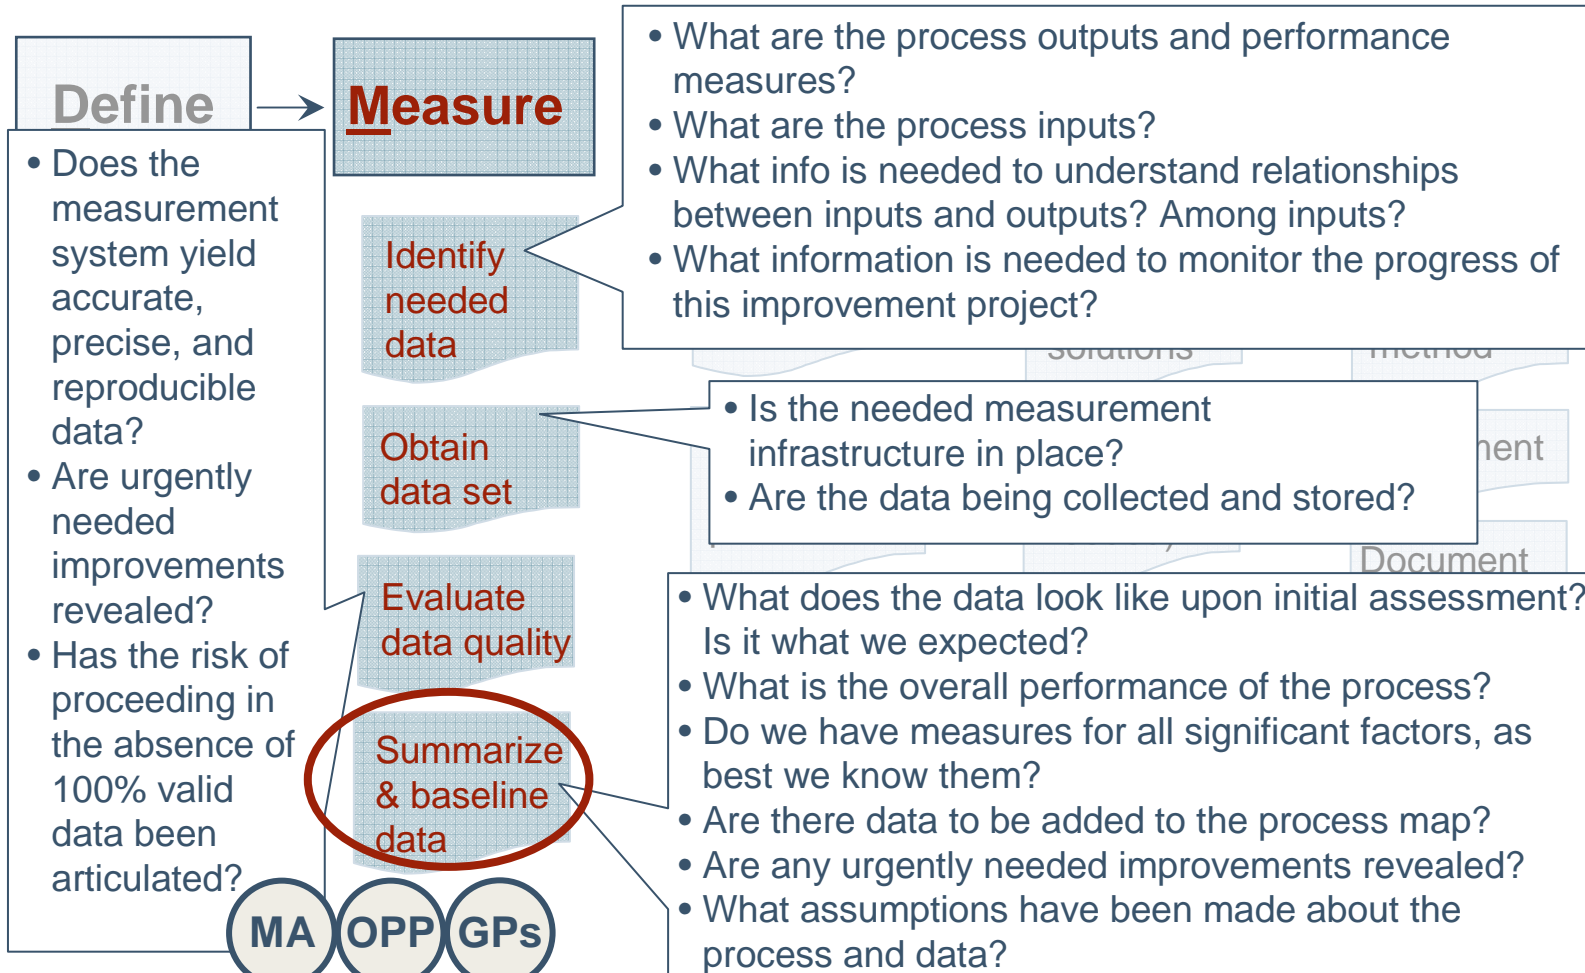 Define
Measure
• What are the process outputs and performance
measures?
• What are the process inputs?
• What info is needed to understand relationships
between inputs and outputs? Among inputs?
• What information is needed to monitor the progress of
this improvement project?
• Does the
measurement
system yield
accurate,
precise, and
reproducible
data?
• Are urgently
needed
improvements
revealed?
• Has the risk of
proceeding in
the absence of
100% valid
data been
articulated?
Identify
needed
data
solutions
method
Obtain
data set
• Is the needed measurement
infrastructure in place?
• Are the data being collected and stored?
Document
Evaluate
data quality
Summarize
& baseline
data
• What does the data look like upon initial assessment?
Is it what we expected?
• What is the overall performance of the process?
• Do we have measures for all significant factors, as
best we know them?
• Are there data to be added to the process map?
• Are any urgently needed improvements revealed?
• What assumptions have been made about the
process and data?
MA
OPP
GPs